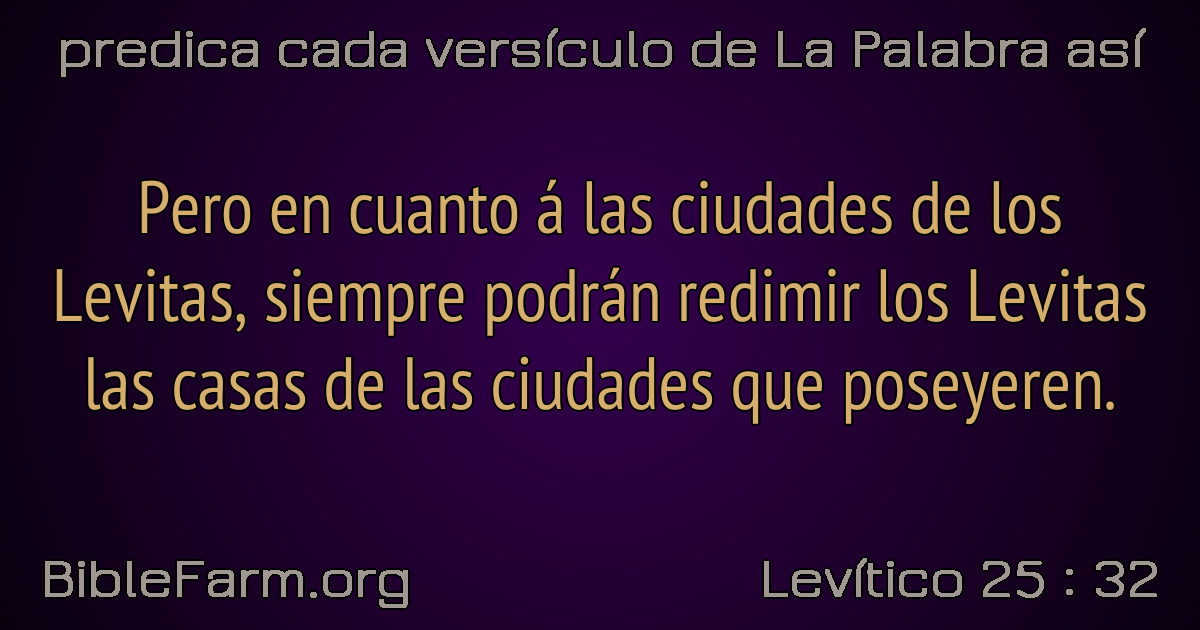 predica cada versículo de La Palabra así
Pero en cuanto á las ciudades de los
Levitas, siempre podrán redimir los Levitas
las casas de las ciudades que poseyeren.
BibleFarm.org
Levítico 25 : 32